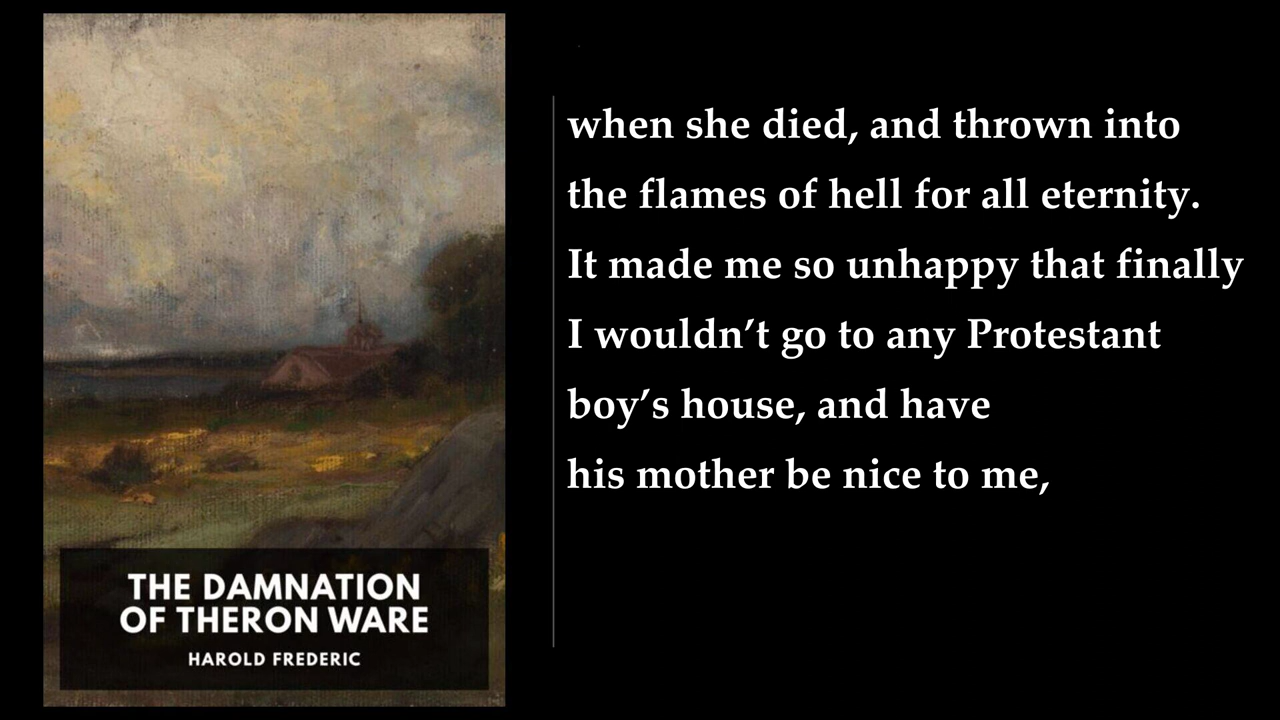 when she died, and thrown into
the flames of hell for all eternity.
It made me so unhappy that finally
I wouldn’t go to any Protestant
boy’s house, and have
his mother be nice to me,
THE DAMNATION
OF THERON WARE
HAROLD FREDERIC